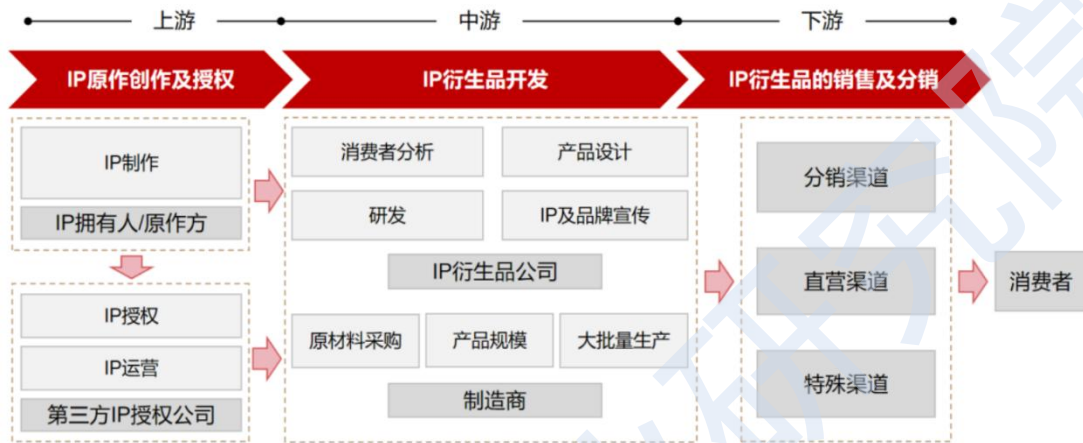 上游
中游
下游
IP原作创作及授权
IP衍生品开发
IP衍生品的销售及分销
IP制作
IP拥有人/原作方
IP授权
IP运营
第三方IP授权公司
消费者分析
产品设计
研发
IP及品牌宣传
IP衍生品公司
原材料采购
产品规模
大批量生产
制造商
分销渠道
直营渠道
特殊渠道
消费者
研究院